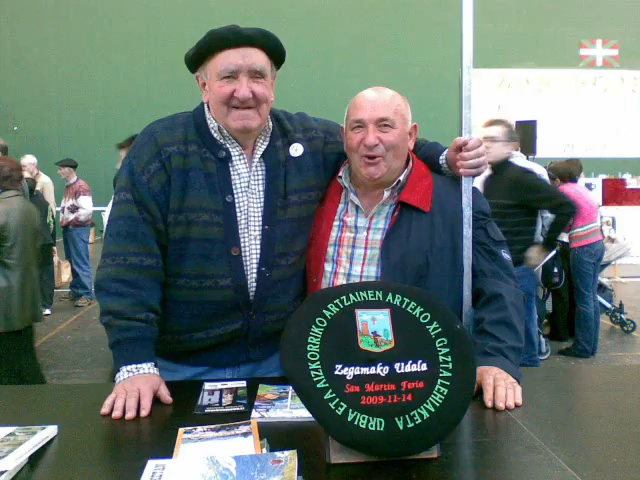 URBIA ETA AIZKORRIKO ARTZAINEN ARTEKO XI GAZTA LEHIAKETA
Zegamako Udala
San Martin Feria
2009-11-14